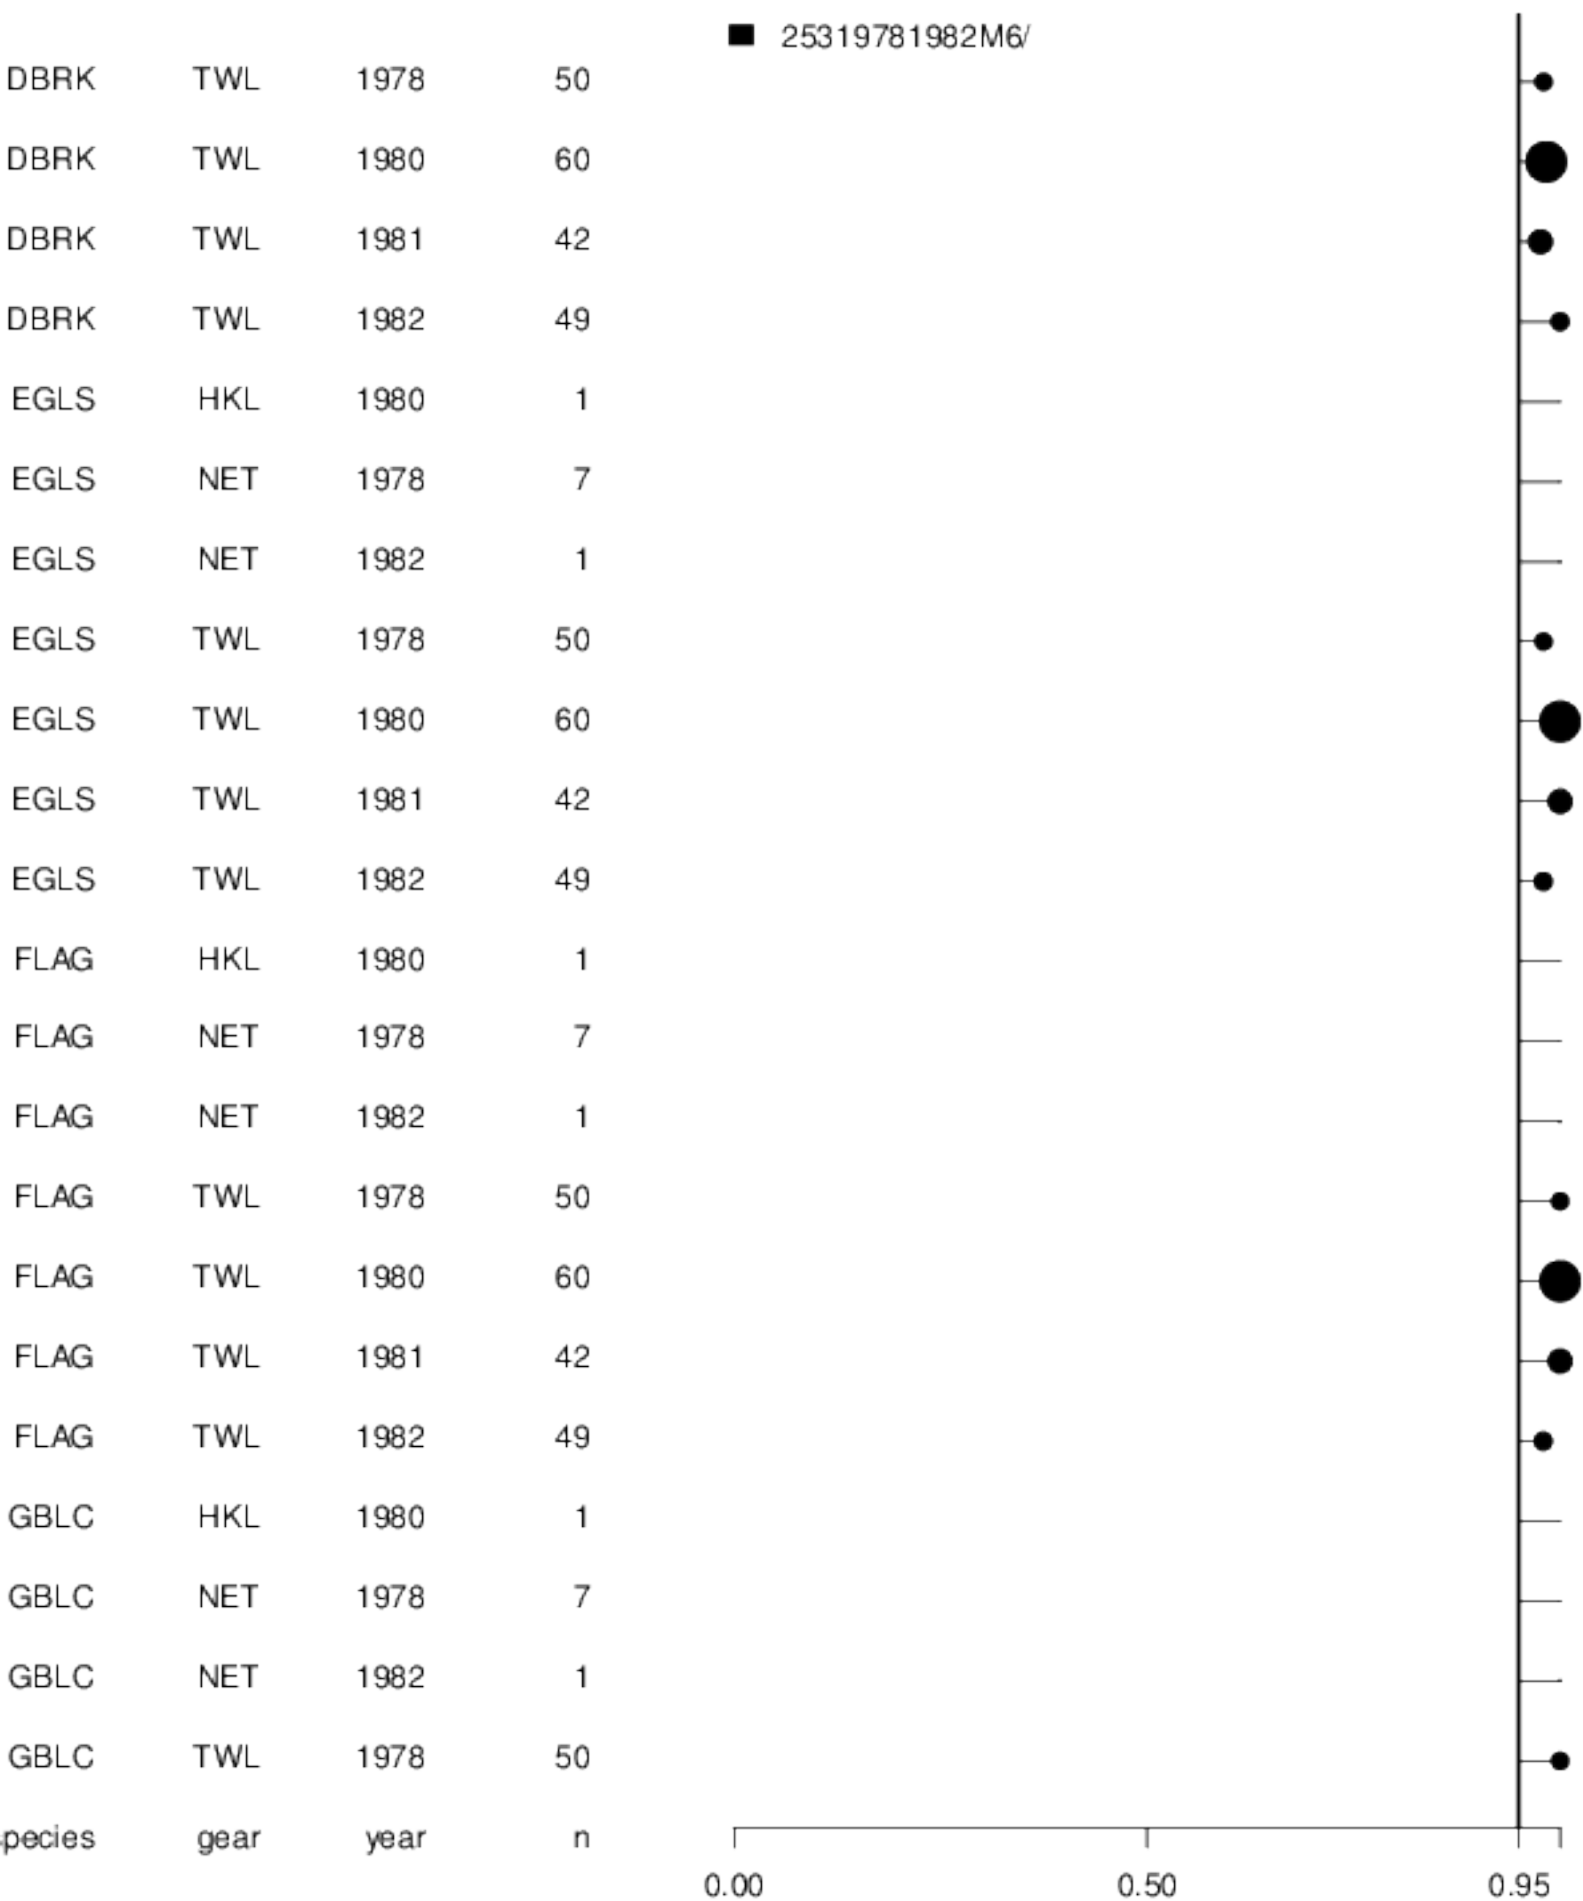 25319781982M6/
DBRK TWL 1978 50
DBRK TWL 1980 60
DBRK TWL 1981 42
DBRK TWL 1982 49
EGLS HKL 1980 1
EGLS NET 1978 7
EGLS NET 1982 1
EGLS TWL 1978 50
EGLS TWL 1980 60
EGLS TWL 1981 42
EGLS TWL 1982 49
FLAG HKL 1980 1
FLAG NET 1978 7
FLAG NET 1982 1
FLAG TWL 1978 50
FLAG TWL 1980 60
FLAG TWL 1981 42
FLAG TWL 1982 49
GBLC HKL 1980 1
GBLC NET 1978 7
GBLC NET 1982 1
GBLC TWL 1978 50
pecies gear year n
0.00 0.50 0.95